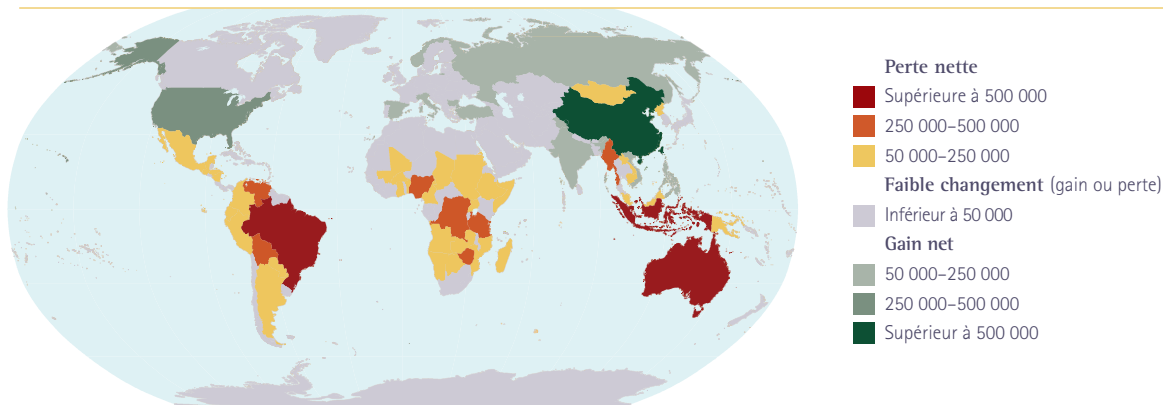 Perte nette
Supérieure à 500 000
250 000–500 000
50 000–250 000
Faible changement (gain ou perte)
Inférieur à 50 000
Gain net
50 000–250 000
250 000–500 000
Supérieur à 500 000